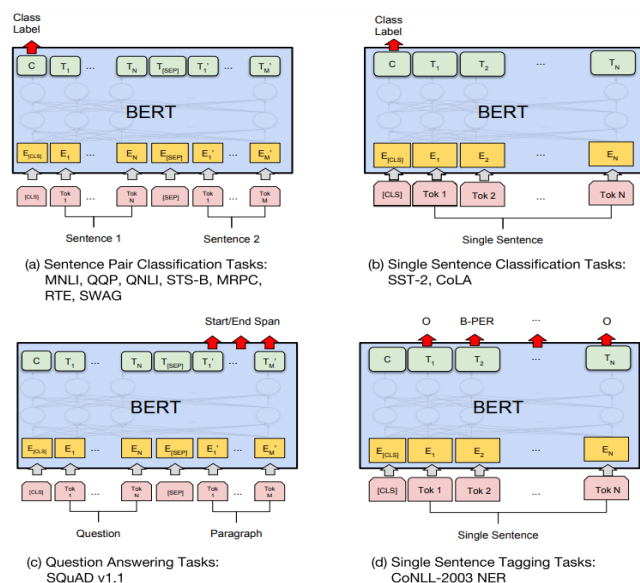 Class
Label
C T1 ... TN T[SEP] T1' ... TM'
BERT
E[CLS] E1 ... EN E[SEP] E1' ... EM'
[CLS] Tok 1 ... Tok N [SEP] Tok 1 ... Tok M
Sentence 1 Sentence 2
(a) Sentence Pair Classification Tasks:
MNLI, QQP, QNLI, STS-B, MRPC,
RTE, SWAG
Class
Label
C T1 T2 ... TN
BERT
E[CLS] E1 E2 ... EN
[CLS] Tok 1 Tok 2 ... Tok N
Single Sentence
(b) Single Sentence Classification Tasks:
SST-2, CoLA
Start/End Span
C T1 ... TN T[SEP] T1' ... TM'
BERT
E[CLS] E1 ... EN E[SEP] E1' ... EM'
[CLS] Tok 1 ... Tok N [SEP] Tok 1 ... Tok M
Question Paragraph
(c) Question Answering Tasks:
SQuAD v1.1
O B-PER ... O
C T1 T2 ... TN
BERT
E[CLS] E1 E2 ... EN
[CLS] Tok 1 Tok 2 ... Tok N
Single Sentence
(d) Single Sentence Tagging Tasks:
CoNLL-2003 NER